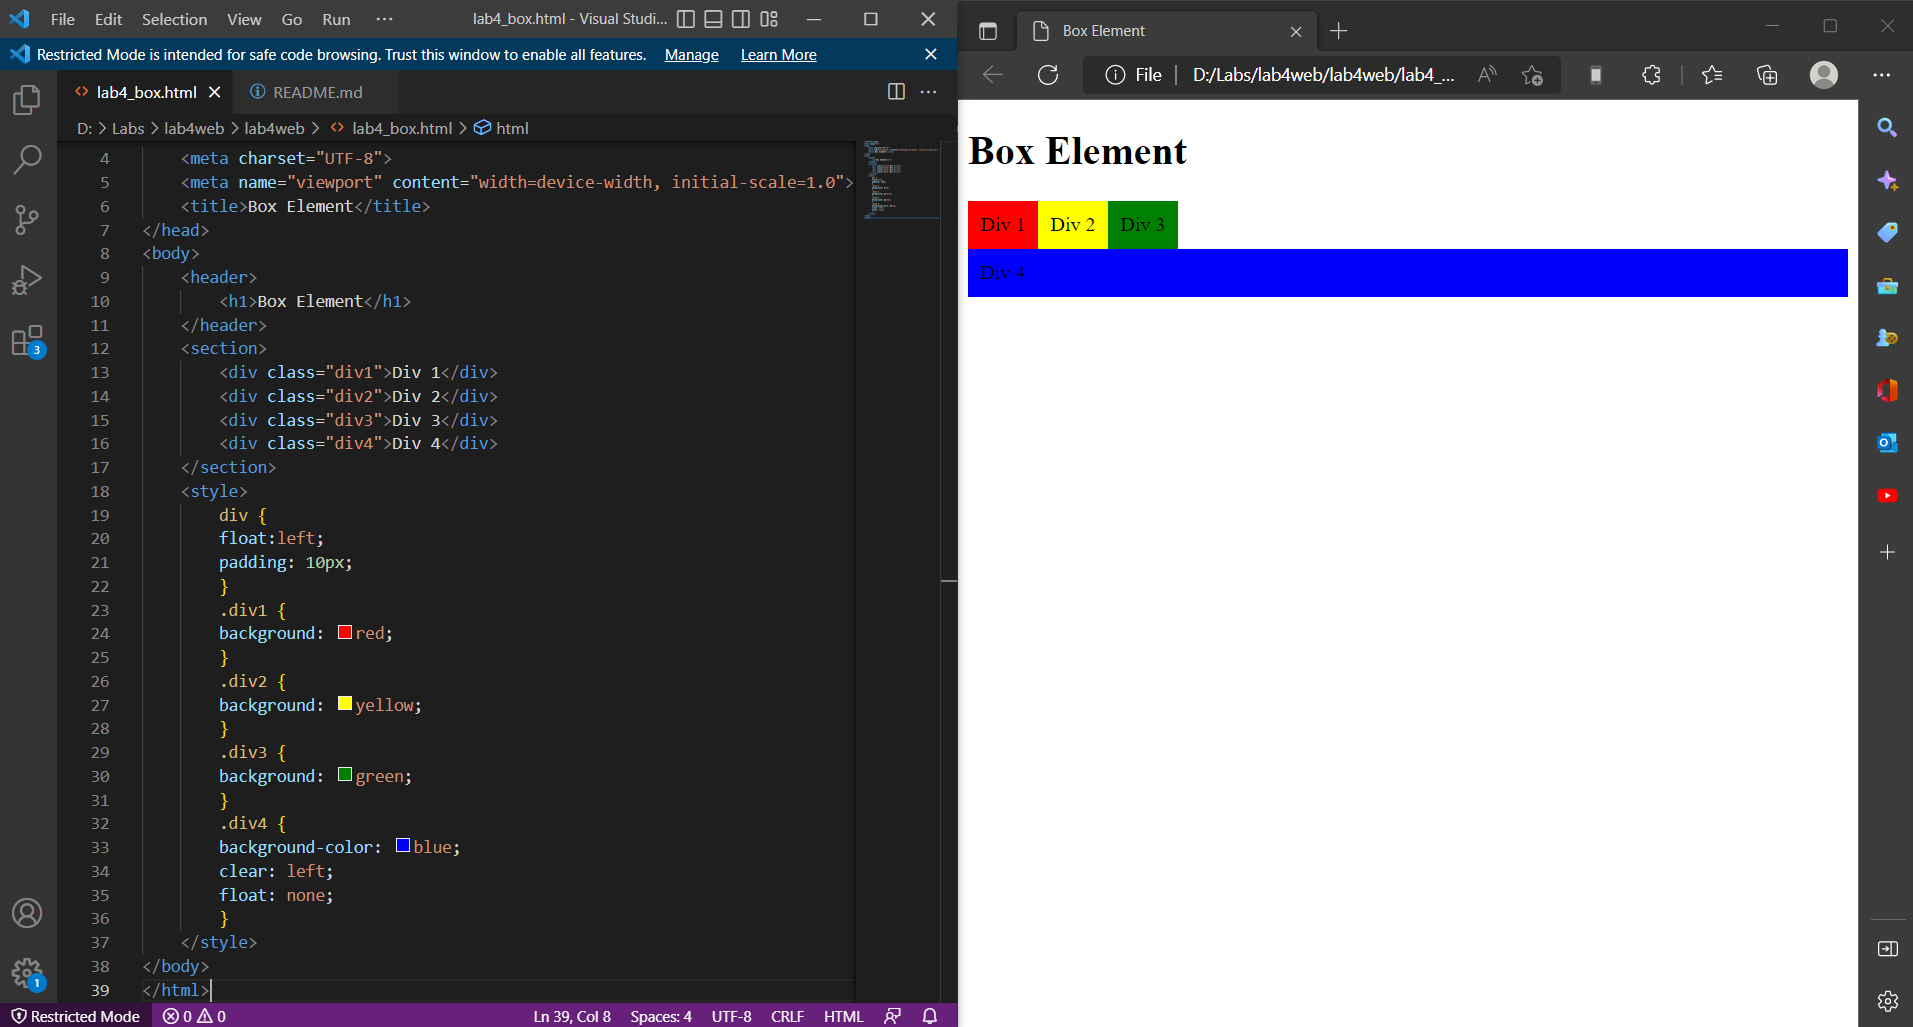 File Edit Selection View Go Run ··· lab4_box.html - Visual Studi...
Restricted Mode is intended for safe code browsing. Trust this window to enable all features. Manage Learn More
lab4_box.html README.md
D: > Labs > lab4web > lab4web > lab4_box.html > html
4 <meta charset="UTF-8">
5 <meta name="viewport" content="width=device-width, initial-scale=1.0">
6 <title>Box Element</title>
7 </head>
8 <body>
9 <header>
10 <h1>Box Element</h1>
11 </header>
12 <section>
13 <div class="div1">Div 1</div>
14 <div class="div2">Div 2</div>
15 <div class="div3">Div 3</div>
16 <div class="div4">Div 4</div>
17 </section>
18 <style>
19 div {
20 float:left;
21 padding: 10px;
22 }
23 .div1 {
24 background: red;
25 }
26 .div2 {
27 background: yellow;
28 }
29 .div3 {
30 background: green;
31 }
32 .div4 {
33 background-color: blue;
34 clear: left;
35 float: none;
36 }
37 </style>
38 </body>
39 </html>
3
1
Restricted Mode 0 0 Ln 39, Col 8 Spaces: 4 UTF-8 CRLF HTML
Box Element
File | D:/Labs/lab4web/lab4web/lab4_...
Box Element
Div 1 Div 2 Div 3
Div 4